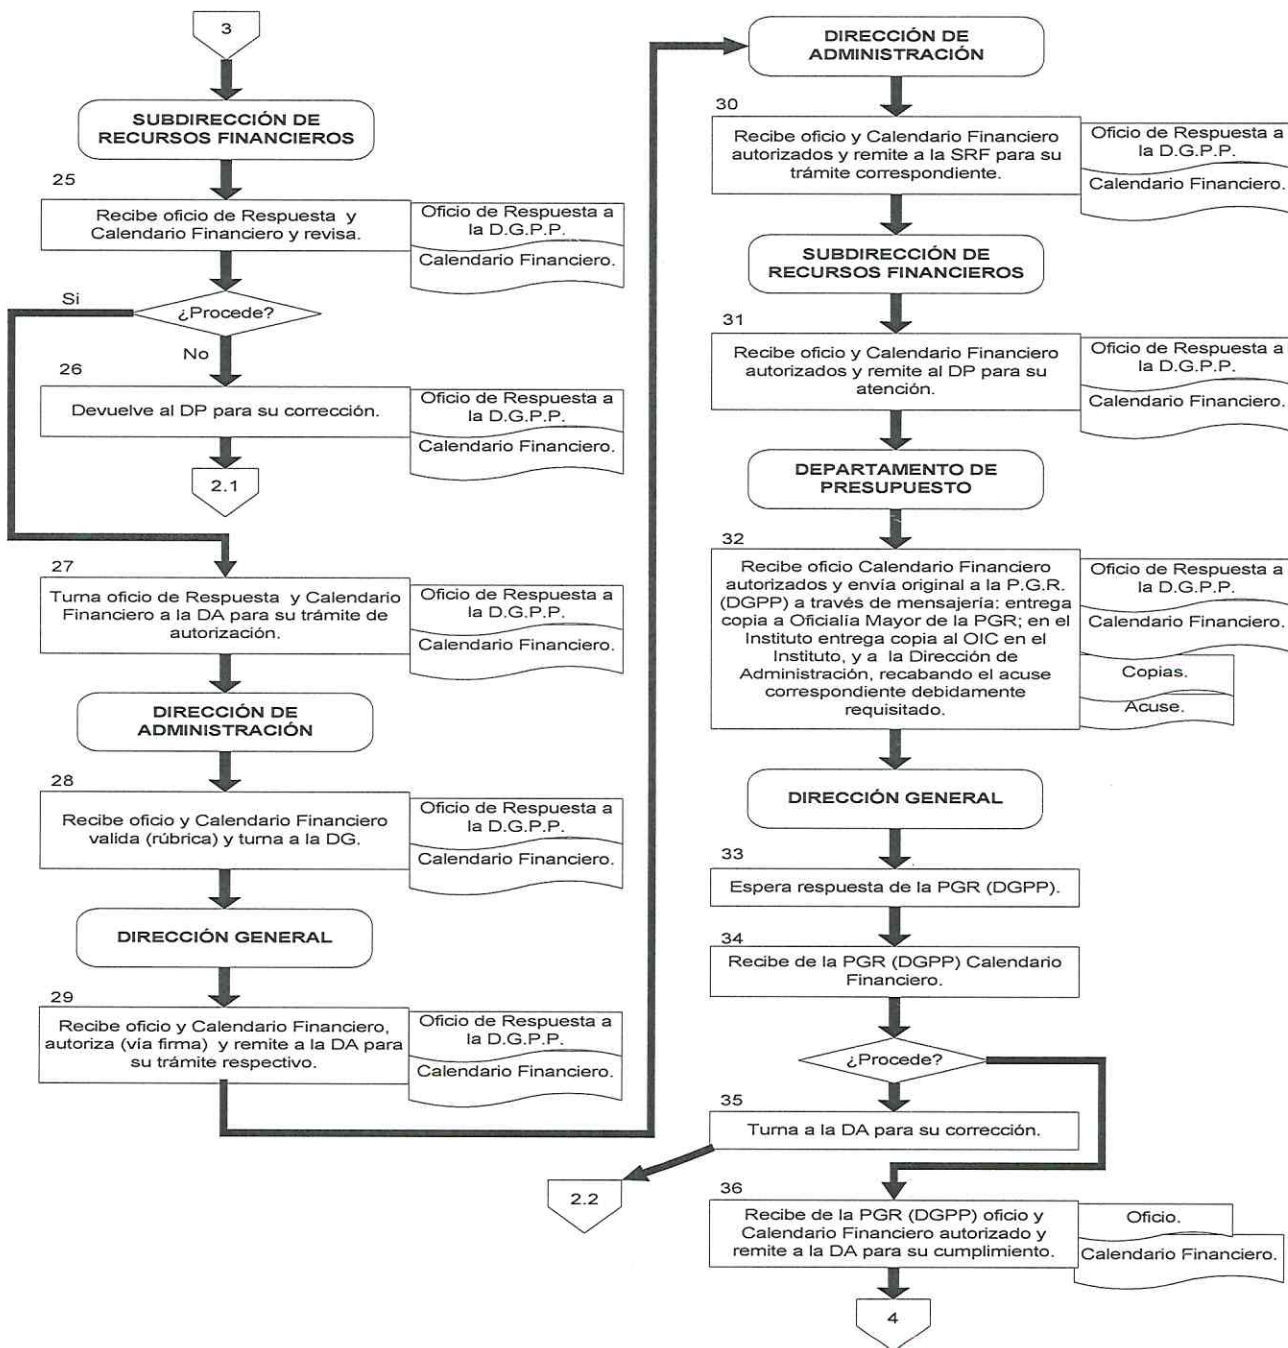 3
SUBDIRECCIÓN DE
RECURSOS FINANCIEROS
25
Recibe oficio de Respuesta y
Calendario Financiero y revisa.
Oficio de Respuesta a
la D.G.P.P.
Calendario Financiero.
Si
¿Procede?
No
26
Devuelve al DP para su corrección.
Oficio de Respuesta a
la D.G.P.P.
Calendario Financiero.
2.1
27
Turna oficio de Respuesta y Calendario
Financiero a la DA para su trámite de
autorización.
Oficio de Respuesta a
la D.G.P.P.
Calendario Financiero.
DIRECCIÓN DE
ADMINISTRACIÓN
28
Recibe oficio y Calendario Financiero
valida (rúbrica) y turna a la DG.
Oficio de Respuesta a
la D.G.P.P.
Calendario Financiero.
DIRECCIÓN GENERAL
29
Recibe oficio y Calendario Financiero,
autoriza (vía firma) y remite a la DA para
su trámite respectivo.
Oficio de Respuesta a
la D.G.P.P.
Calendario Financiero.
DIRECCIÓN DE
ADMINISTRACIÓN
30
Recibe oficio y Calendario Financiero
autorizados y remite a la SRF para su
trámite correspondiente.
Oficio de Respuesta a
la D.G.P.P.
Calendario Financiero.
SUBDIRECCIÓN DE
RECURSOS FINANCIEROS
31
Recibe oficio y Calendario Financiero
autorizados y remite al DP para su
atención.
Oficio de Respuesta a
la D.G.P.P.
Calendario Financiero.
DEPARTAMENTO DE
PRESUPUESTO
32
Recibe oficio Calendario Financiero
autorizados y envía original a la P.G.R.
(DGPP) a través de mensajería: entrega
copia a Oficialía Mayor de la PGR; en el
Instituto entrega copia al OIC en el
Instituto, y a la Dirección de
Administración, recabando el acuse
correspondiente debidamente
requisitado.
Oficio de Respuesta a
la D.G.P.P.
Calendario Financiero.
Copias.
Acuse.
DIRECCIÓN GENERAL
33
Espera respuesta de la PGR (DGPP).
34
Recibe de la PGR (DGPP) Calendario
Financiero.
¿Procede?
35
Turna a la DA para su corrección.
2.2
36
Recibe de la PGR (DGPP) oficio y
Calendario Financiero autorizado y
remite a la DA para su cumplimiento.
Oficio.
Calendario Financiero.
4